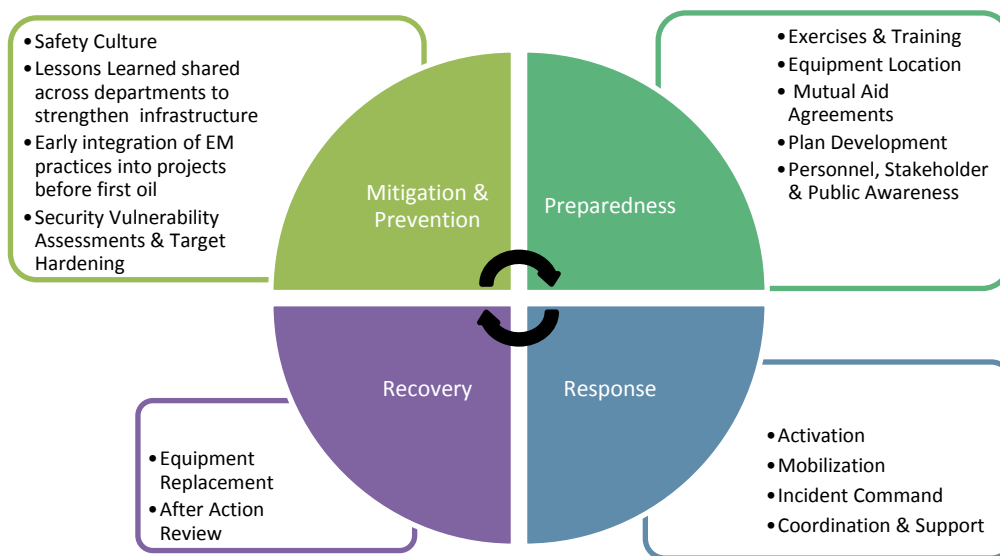 •Safety Culture
•Lessons Learned shared
across departments to
strengthen infrastructure
•Early integration of EM
practices into projects
before first oil
•Security Vulnerability
Assessments & Target
Hardening
Mitigation &
Prevention
•Exercises & Training
•Equipment Location
• Mutual Aid
Agreements
•Plan Development
•Personnel, Stakeholder
& Public Awareness
Preparedness
•Equipment
Replacement
•After Action
Review
Recovery
Response
•Activation
•Mobilization
•Incident Command
•Coordination & Support